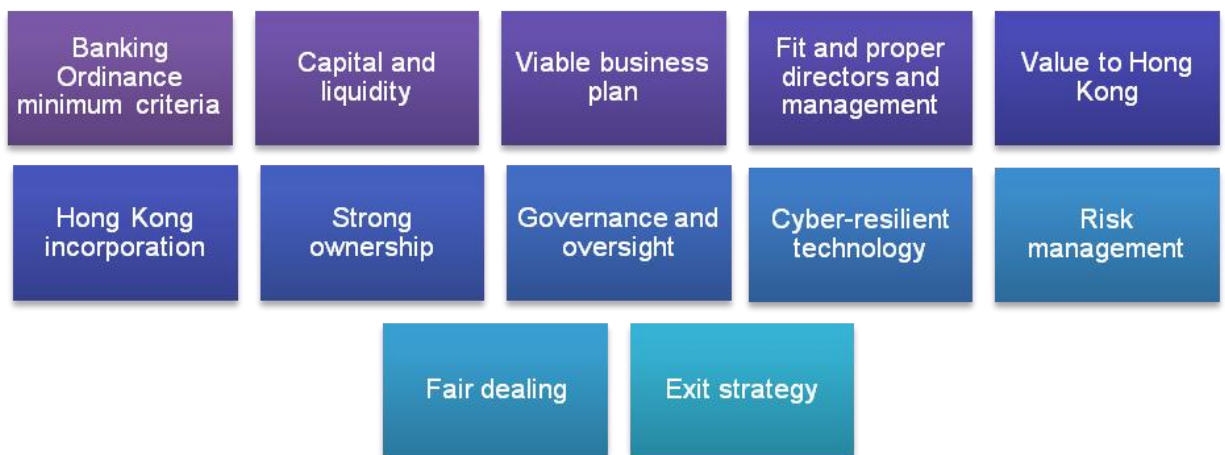 Banking
Ordinance
minimum criteria
Capital and
liquidity
Viable business
plan
Fit and proper
directors and
management
Value to Hong
Kong
Hong Kong
incorporation
Strong
ownership
Governance and
oversight
Cyber-resilient
technology
Risk
management
Fair dealing
Exit strategy